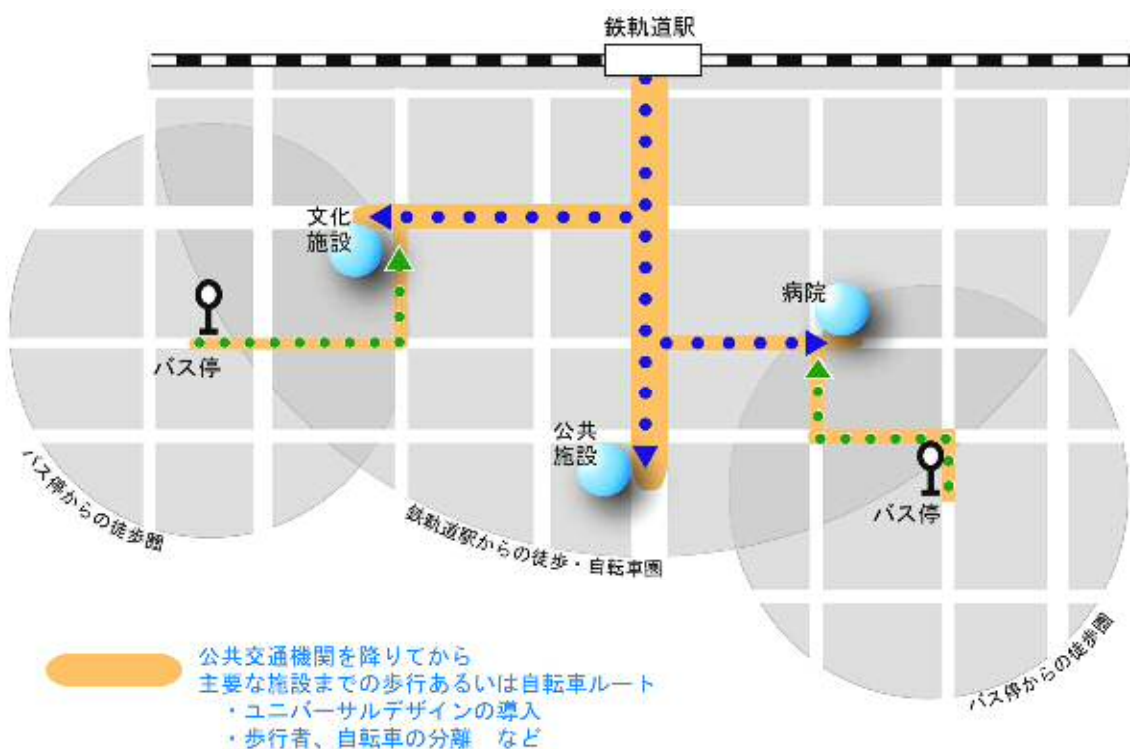 鉄軌道駅
文化
施設
病院
バス停
公共
施設
バス停
バス停からの徒歩圏
鉄軌道駅からの徒歩・自転車圏
バス停からの徒歩圏
公共交通機関を降りてから
主要な施設までの歩行あるいは自転車ルート
・ユニバーサルデザインの導入
・歩行者、自転車の分離 など